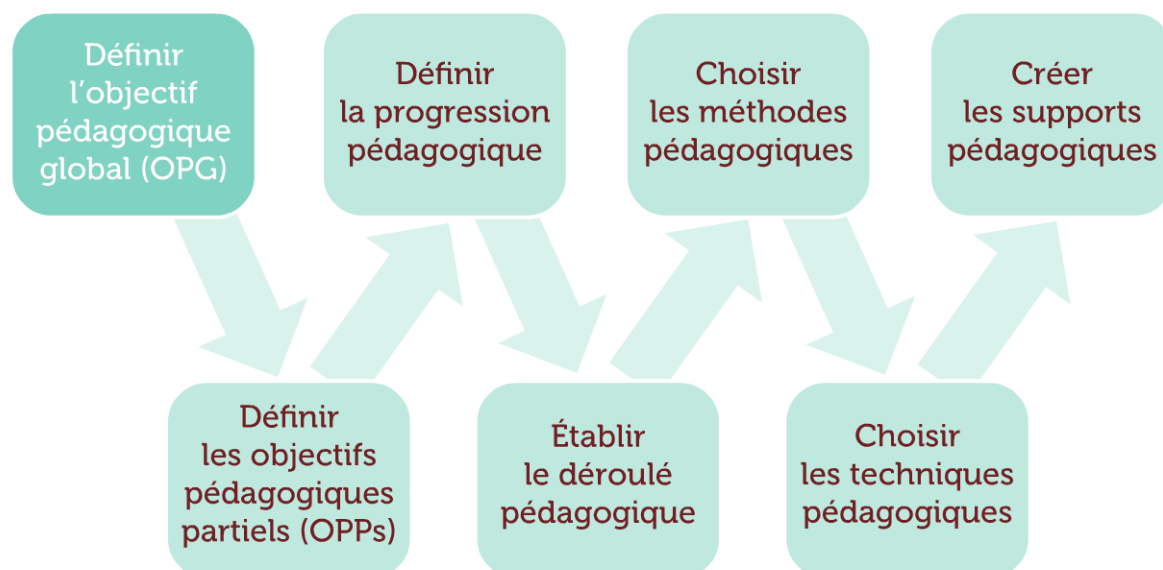 Définir
l'objectif
pédagogique
global (OPG)
Définir
les objectifs
pédagogiques
partiels (OPPs)
Définir
la progression
pédagogique
Établir
le déroulé
pédagogique
Choisir
les méthodes
pédagogiques
Choisir
les techniques
pédagogiques
Créer
les supports
pédagogiques